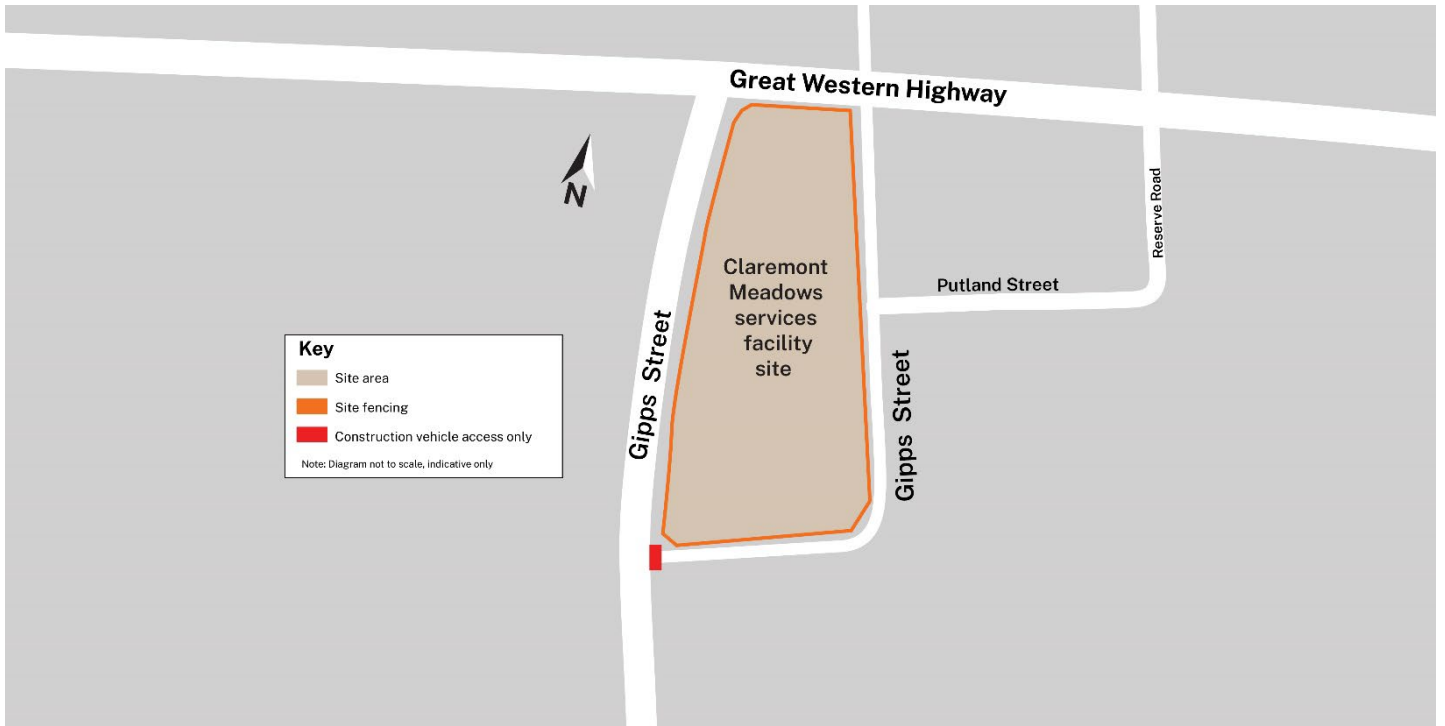 Great Western Highway
N
Reserve Road
Claremont
Meadows
services
facility
site
Putland Street
Gipps Street
Gipps Street
Key
Site area
Site fencing
Construction vehicle access only
Note: Diagram not to scale, indicative only